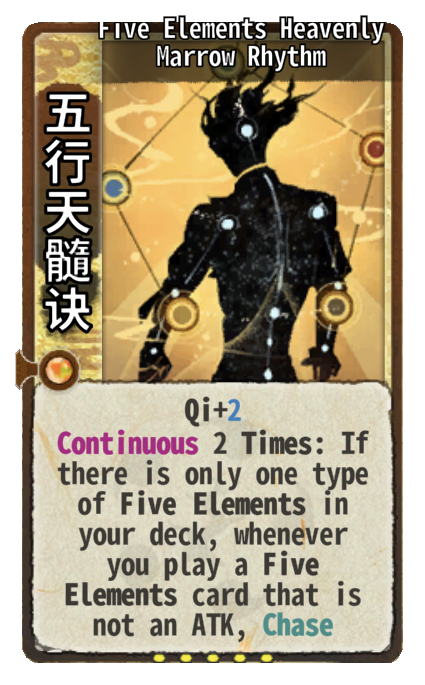 Five Elements Heavenly
Marrow Rhythm
五行天髓诀
Qi+2
Continuous 2 Times: If
there is only one type
of Five Elements in
your deck, whenever
you play a Five
Elements card that is
not an ATK, Chase